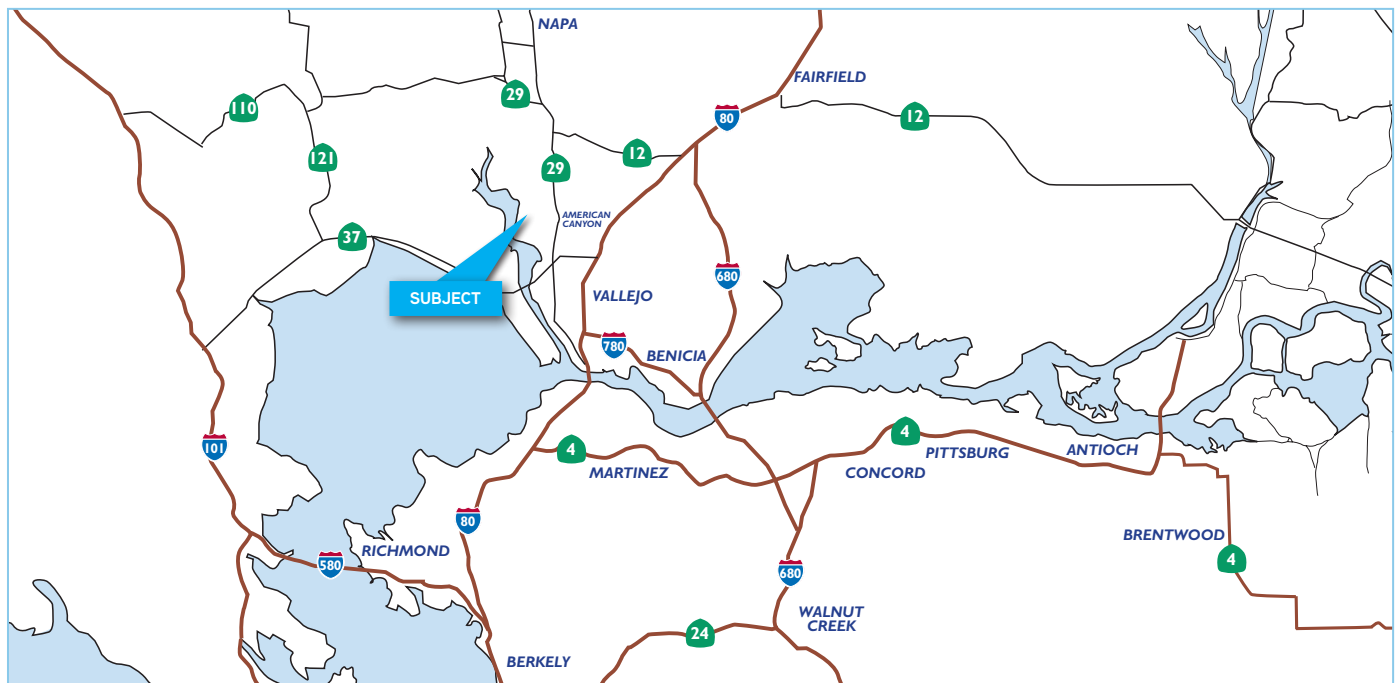 NAPA
FAIRFIELD
29
110
80
12
12
121
29
AMERICAN
CANYON
37
680
SUBJECT
VALLEJO
780
BENICIA
4
PITTSBURG
ANTIOCH
101
4
MARTINEZ
CONCORD
80
BRENTWOOD
RICHMOND
580
4
680
WALNUT
CREEK
24
BERKELY